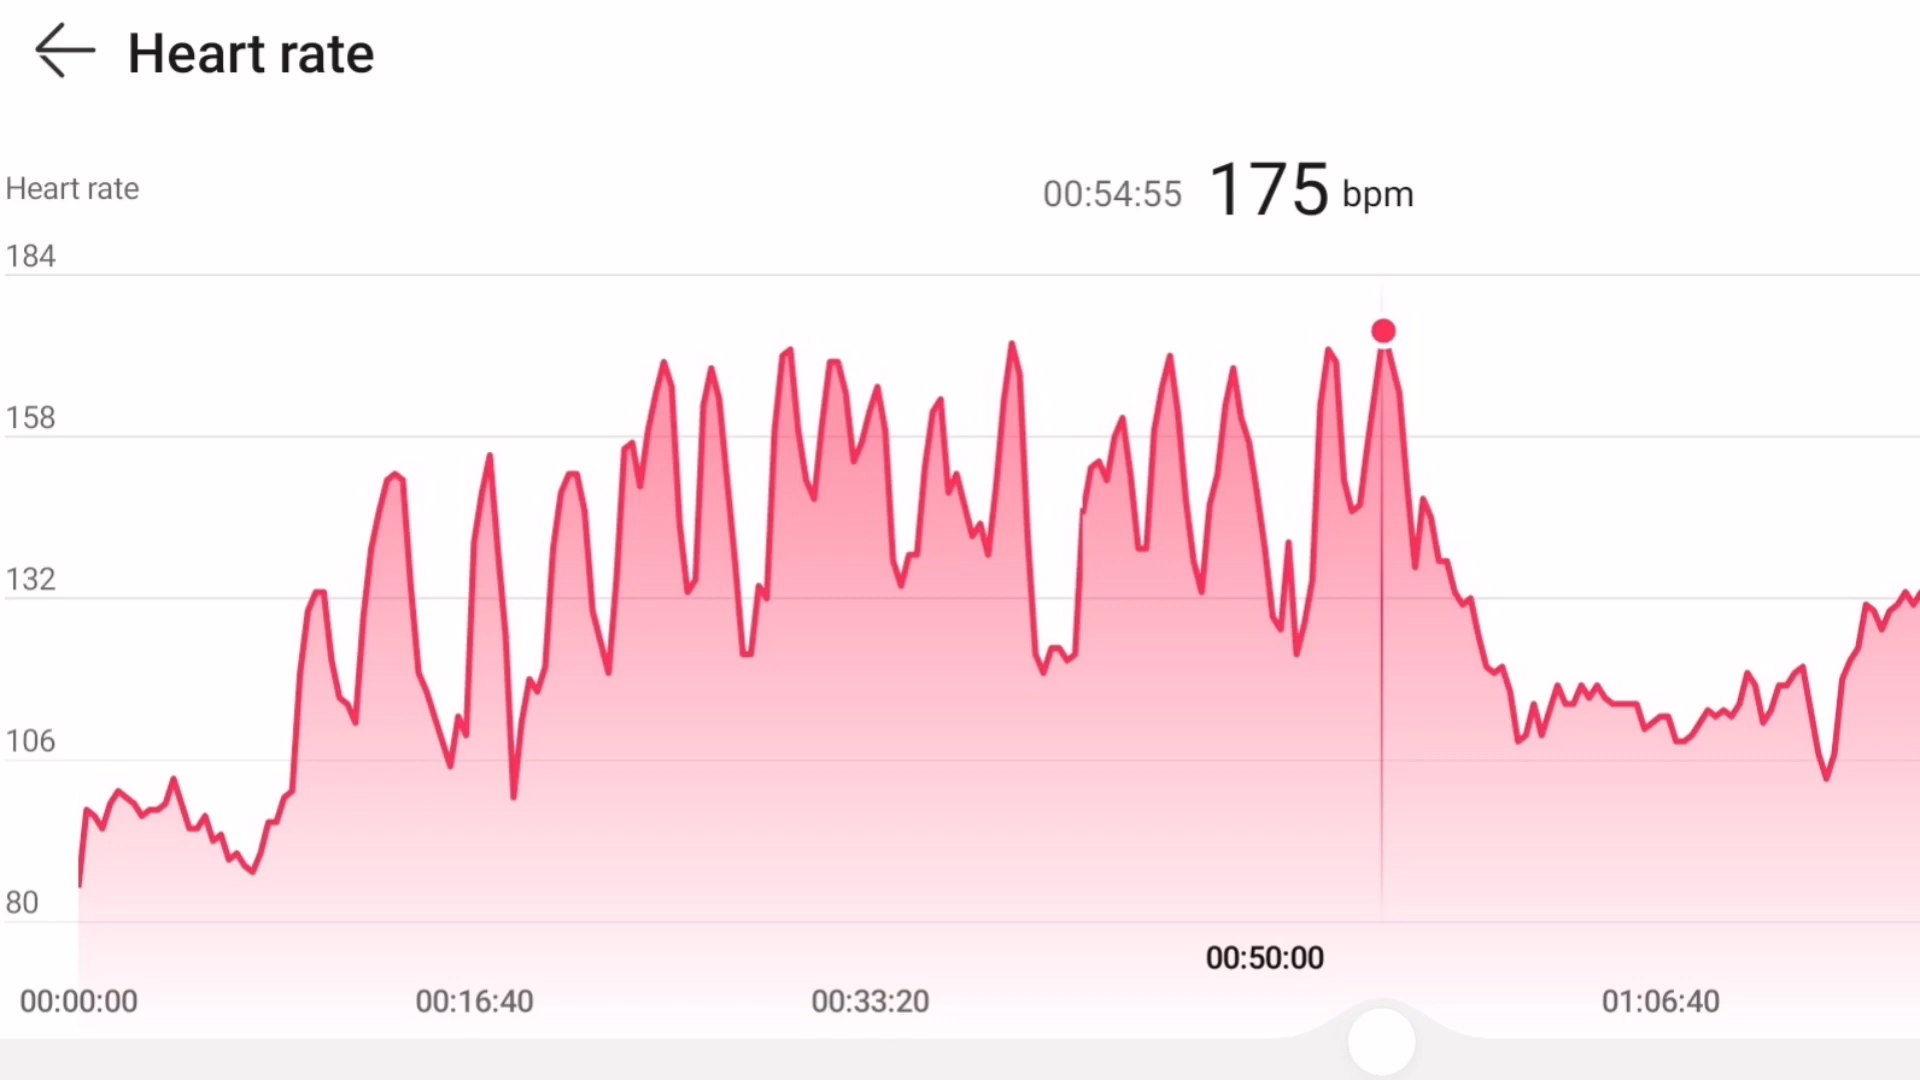 Heart rate
Heart rate
00:54:55 175 bpm
184
158
132
106
80
00:50:00
00:00:00 00:16:40 00:33:20 01:06:40